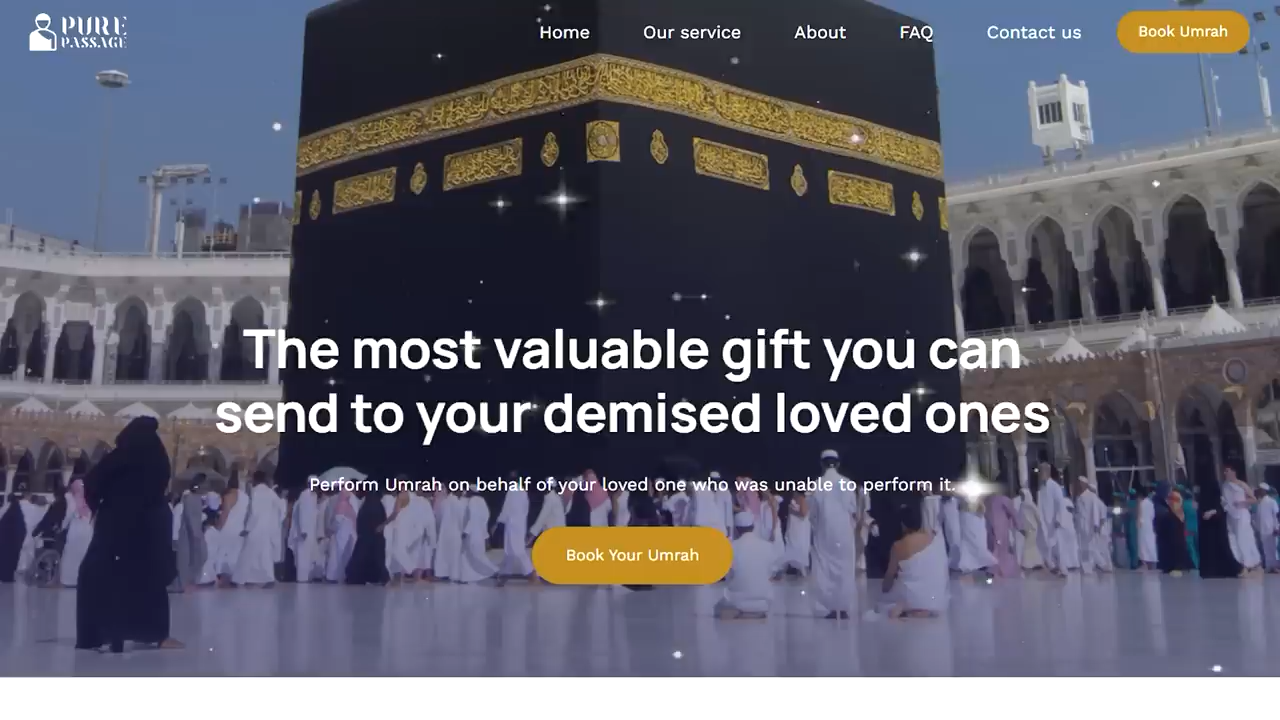 PURE
PASSAGE
Home
Our service
About
FAQ
Contact us
Book Umrah
The most valuable gift you can
send to your demised loved ones
Perform Umrah on behalf of your loved one who was unable to perform it.
Book Your Umrah